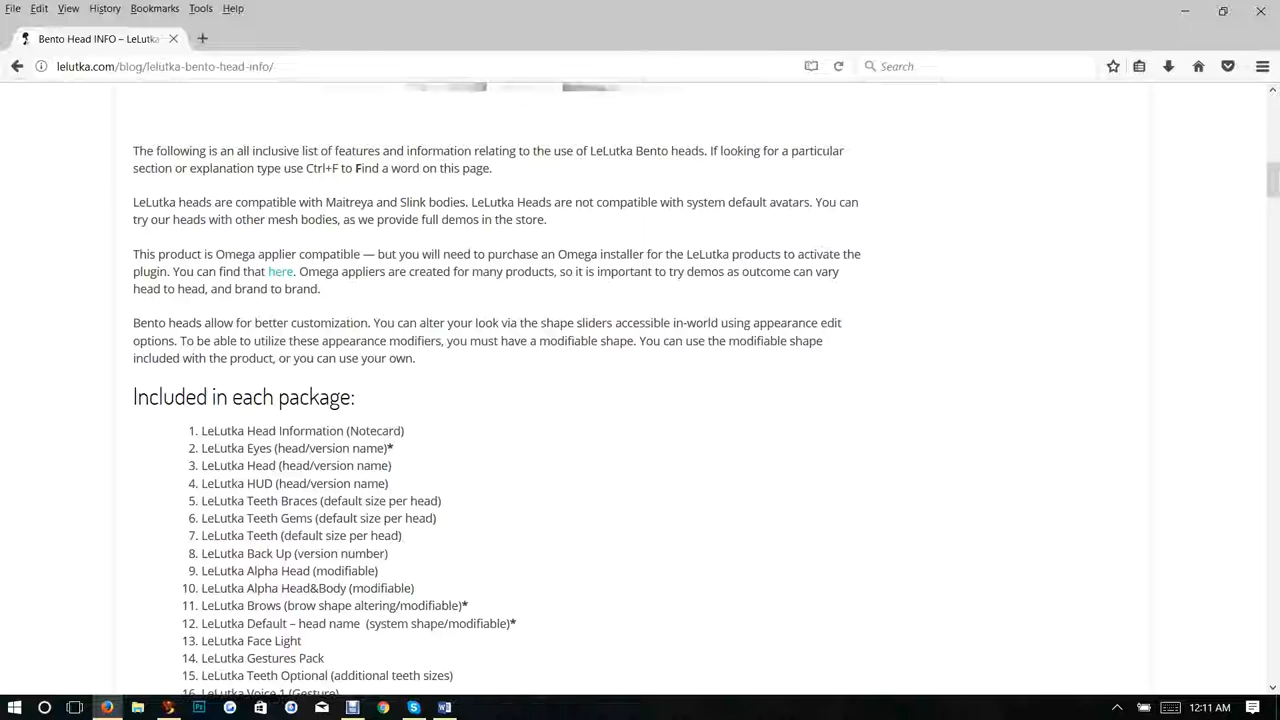 File Edit View History Bookmarks Tools Help
Bento Head INFO – LeLutka
lelutka.com/blog/lelutka-bento-head-info/
Search
The following is an all inclusive list of features and information relating to the use of LeLutka Bento heads. If looking for a particular
section or explanation type use Ctrl+F to Find a word on this page.
LeLutka heads are compatible with Maitreya and Slink bodies. LeLutka Heads are not compatible with system default avatars. You can
try our heads with other mesh bodies, as we provide full demos in the store.
This product is Omega applier compatible — but you will need to purchase an Omega installer for the LeLutka products to activate the
plugin. You can find that here. Omega appliers are created for many products, so it is important to try demos as outcome can vary
head to head, and brand to brand.
Bento heads allow for better customization. You can alter your look via the shape sliders accessible in-world using appearance edit
options. To be able to utilize these appearance modifiers, you must have a modifiable shape. You can use the modifiable shape
included with the product, or you can use your own.
Included in each package:
1. LeLutka Head Information (Notecard)
2. LeLutka Eyes (head/version name)*
3. LeLutka Head (head/version name)
4. LeLutka HUD (head/version name)
5. LeLutka Teeth Braces (default size per head)
6. LeLutka Teeth Gems (default size per head)
7. LeLutka Teeth (default size per head)
8. LeLutka Back Up (version number)
9. LeLutka Alpha Head (modifiable)
10. LeLutka Alpha Head&Body (modifiable)
11. LeLutka Brows (brow shape altering/modifiable)*
12. LeLutka Default – head name (system shape/modifiable)*
13. LeLutka Face Light
14. LeLutka Gestures Pack
15. LeLutka Teeth Optional (additional teeth sizes)
16. LeLutka Voice 1 (Gesture)
12:11 AM